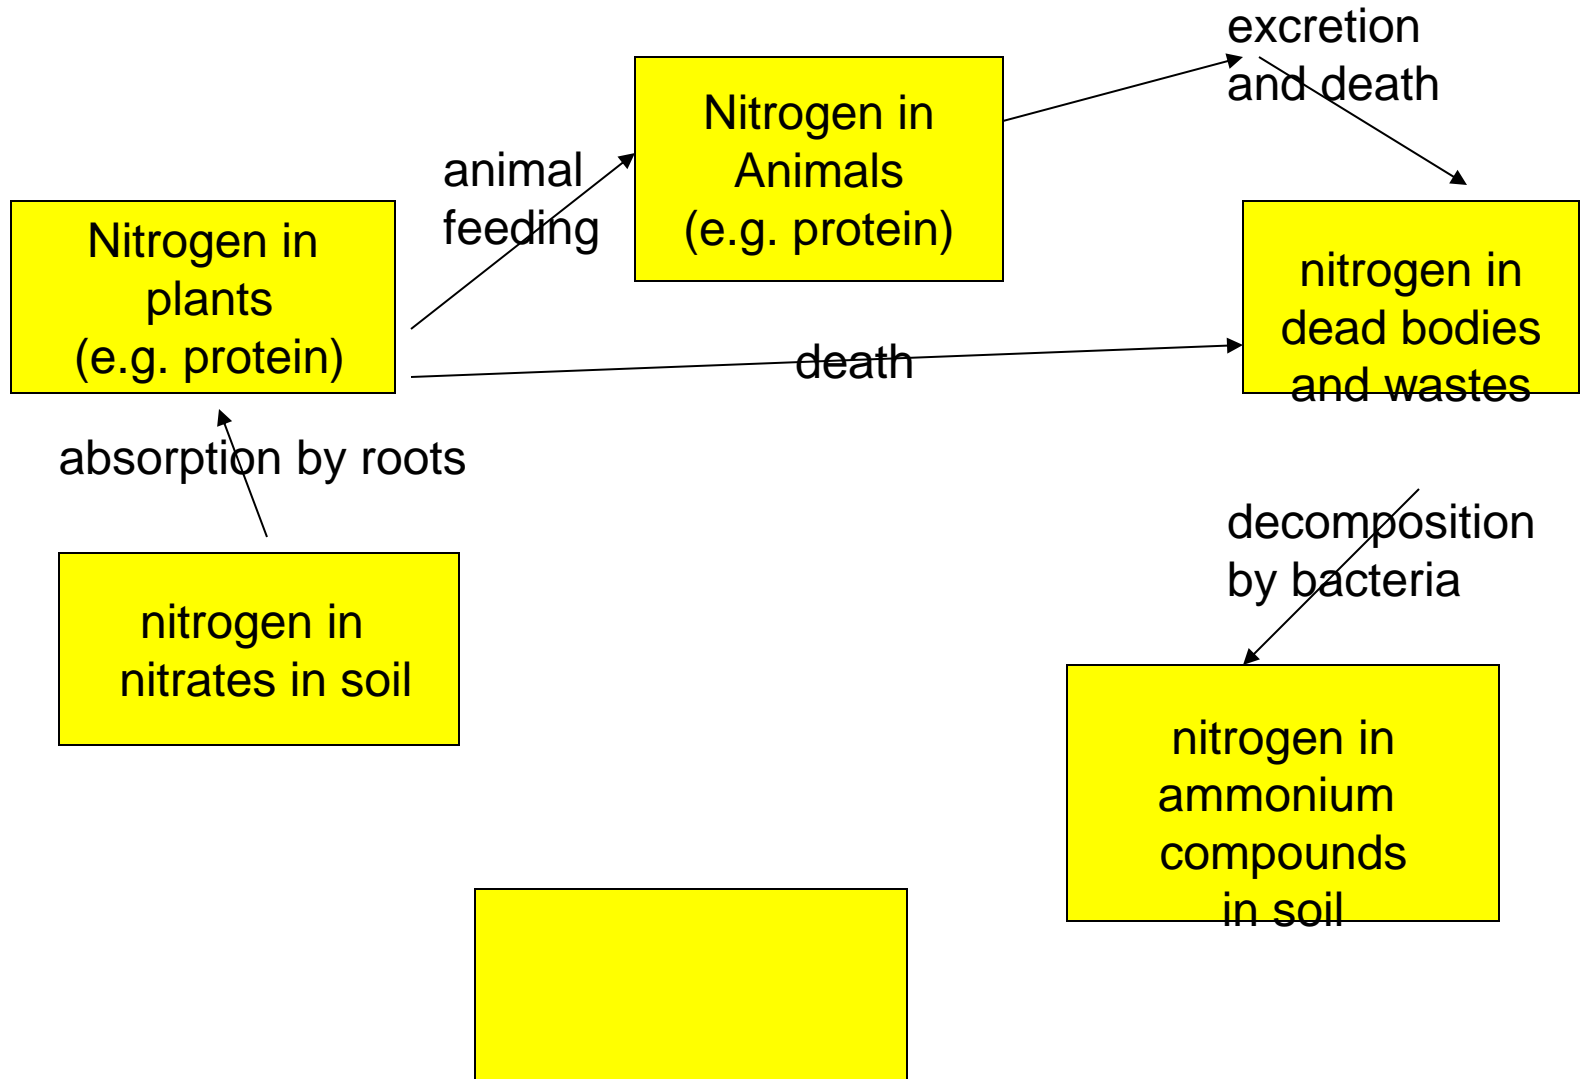 excretion
and death
Nitrogen in
Animals
(e.g. protein)
animal
feeding
Nitrogen in
plants
(e.g. protein)
nitrogen in
dead bodies
and wastes
death
absorption by roots
decomposition
by bacteria
nitrogen in
nitrates in soil
nitrogen in
ammonium
compounds
in soil